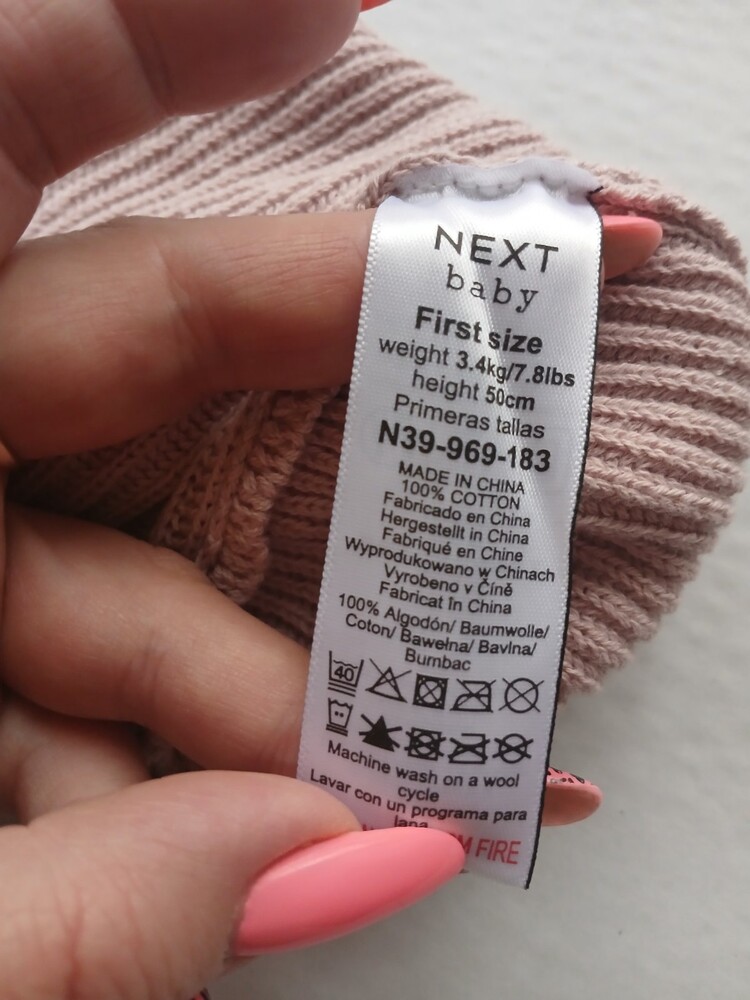 NEXT
baby
First size
weight 3.4kg/7.8lbs
height 50cm
Primeras tallas
N39-969-183
MADE IN CHINA
100% COTTON
Fabricado en China
Hergestellt in China
Fabriqué en Chine
Wyprodukowano w Chinach
Vyrobeno v Číně
Fabricat în China
100% Algodón/ Baumwolle/
Coton/ Bawełna/ Bavlna/
Bumbac
40
Machine wash on a wool
cycle
Lavar con un programa para
lana
FIRE